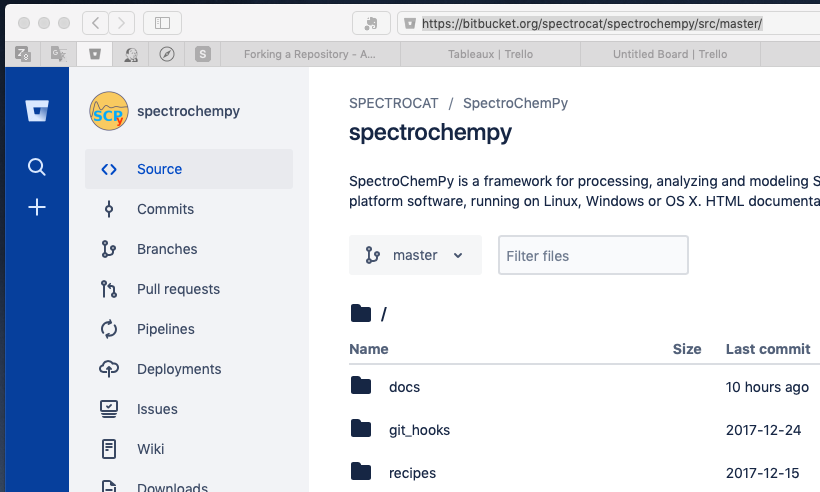 https://bitbucket.org/spectrocat/spectrochempy/src/master/
S
Forking a Repository - A...
Tableaux | Trello
Untitled Board | Trello
SCPy
spectrochempy
Source
Commits
Branches
Pull requests
Pipelines
Deployments
Issues
Wiki
Downloads
SPECTROCAT / SpectroChemPy
spectrochempy
SpectroChemPy is a framework for processing, analyzing and modeling S
platform software, running on Linux, Windows or OS X. HTML documenta
master
Filter files
/
Name Size Last commit
docs 10 hours ago
git_hooks 2017-12-24
recipes 2017-12-15